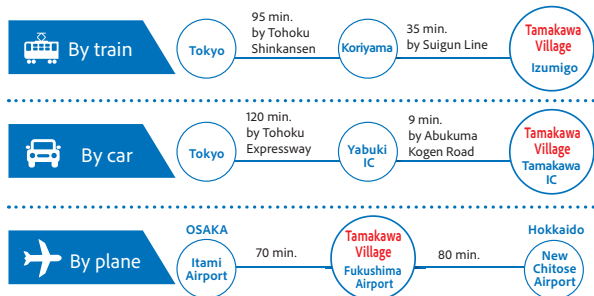 By train
Tokyo
95 min.
by Tohoku
Shinkansen
Koriyama
35 min.
by Suigun Line
Tamakawa
Village
Izumigo
By car
Tokyo
120 min.
by Tohoku
Expressway
Yabuki
IC
9 min.
by Abukuma
Kogen Road
Tamakawa
Village
Tamakawa
IC
By plane
OSAKA
Itami
Airport
70 min.
Tamakawa
Village
Fukushima
Airport
80 min.
Hokkaido
New
Chitose
Airport